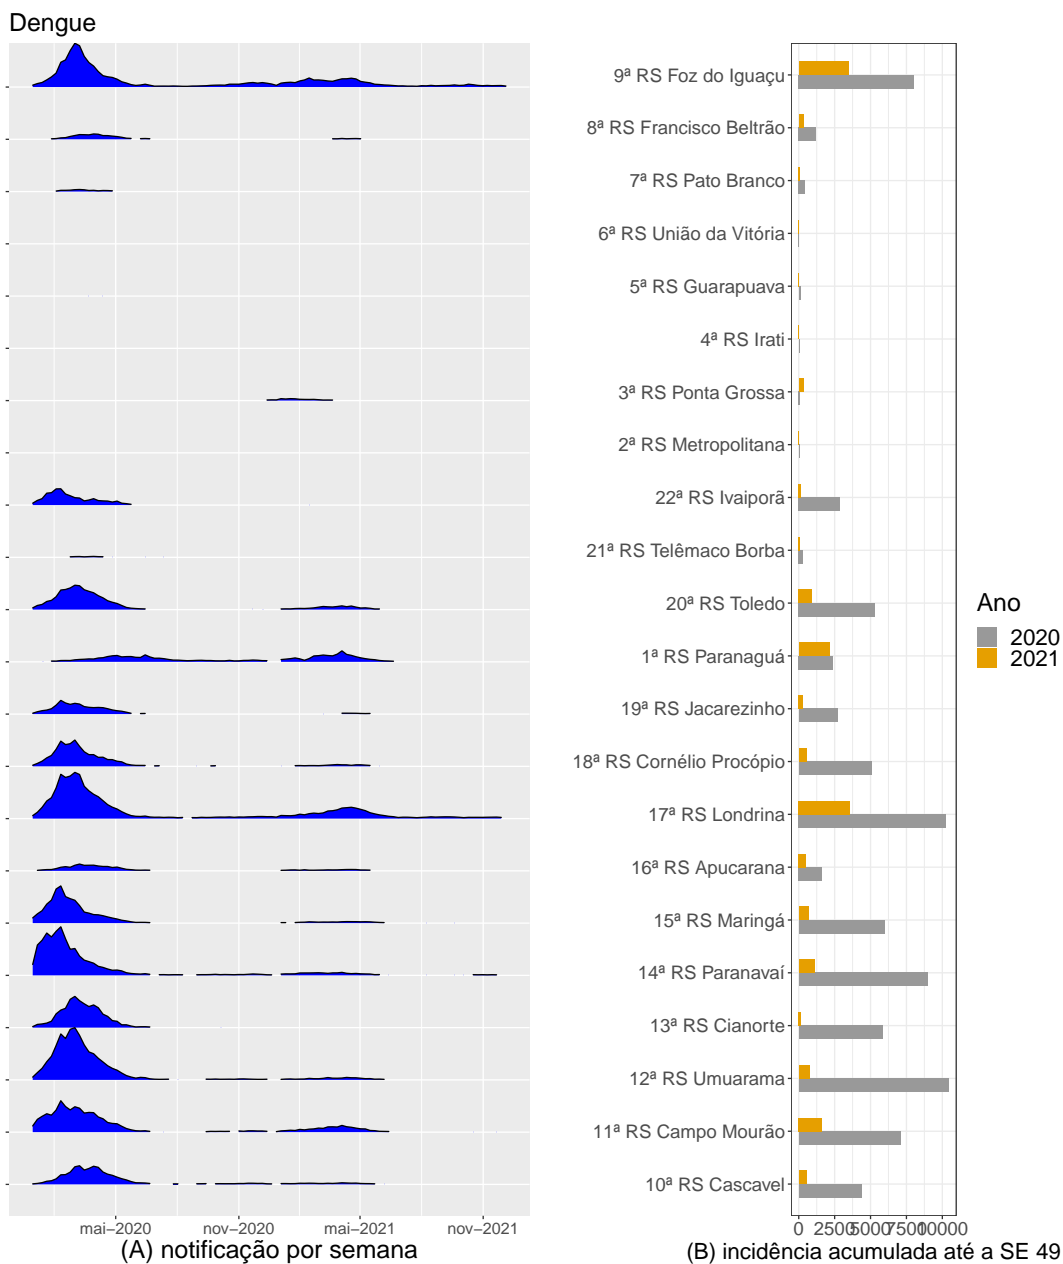 Dengue
9ª RS Foz do Iguaçu
8ª RS Francisco Beltrão
7ª RS Pato Branco
6ª RS União da Vitória
5ª RS Guarapuava
4ª RS Irati
3ª RS Ponta Grossa
2ª RS Metropolitana
22ª RS Ivaiporã
21ª RS Telêmaco Borba
20ª RS Toledo
1ª RS Paranaguá
19ª RS Jacarezinho
18ª RS Cornélio Procópio
17ª RS Londrina
16ª RS Apucarana
15ª RS Maringá
14ª RS Paranavaí
13ª RS Cianorte
12ª RS Umuarama
11ª RS Campo Mourão
10ª RS Cascavel
Ano
2020
2021
mai–2020 nov–2020 mai–2021 nov–2021
0 2500 5000 7500 10000
(A) notificação por semana
(B) incidência acumulada até a SE 49